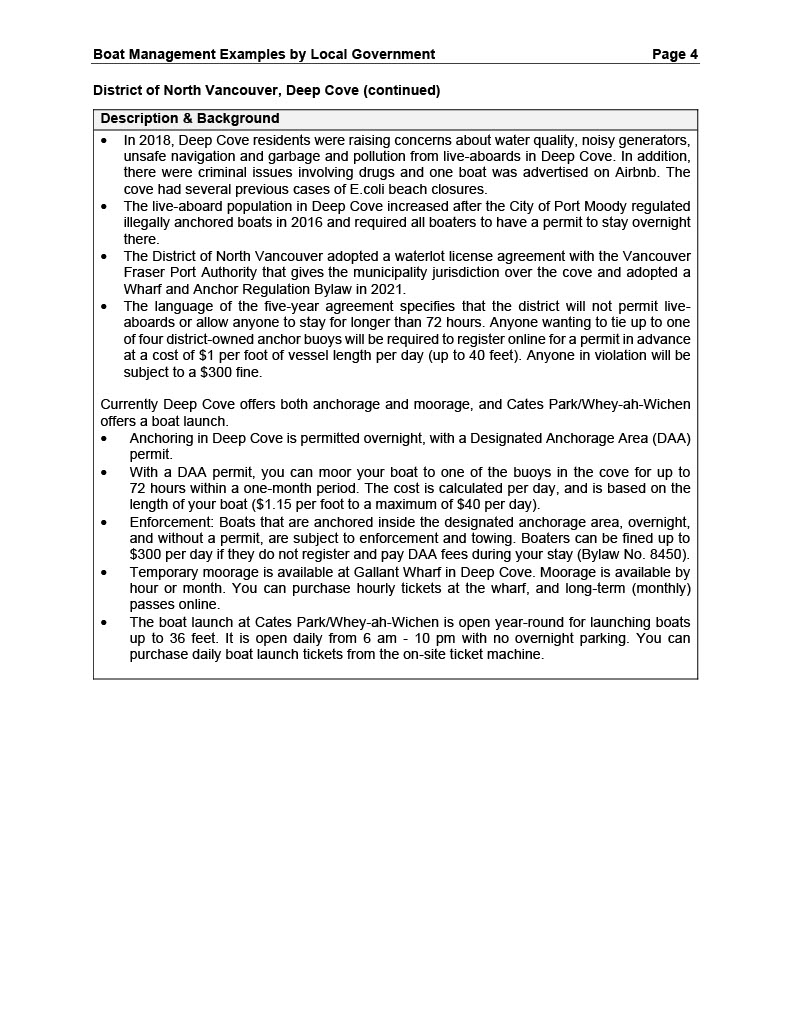 Boat Management Examples by Local Government Page 4
District of North Vancouver, Deep Cove (continued)
Description & Background
• In 2018, Deep Cove residents were raising concerns about water quality, noisy generators,
unsafe navigation and garbage and pollution from live-aboards in Deep Cove. In addition,
there were criminal issues involving drugs and one boat was advertised on Airbnb. The
cove had several previous cases of E.coli beach closures.
• The live-aboard population in Deep Cove increased after the City of Port Moody regulated
illegally anchored boats in 2016 and required all boaters to have a permit to stay overnight
there.
• The District of North Vancouver adopted a waterlot license agreement with the Vancouver
Fraser Port Authority that gives the municipality jurisdiction over the cove and adopted a
Wharf and Anchor Regulation Bylaw in 2021.
• The language of the five-year agreement specifies that the district will not permit live-
aboards or allow anyone to stay for longer than 72 hours. Anyone wanting to tie up to one
of four district-owned anchor buoys will be required to register online for a permit in advance
at a cost of $1 per foot of vessel length per day (up to 40 feet). Anyone in violation will be
subject to a $300 fine.
Currently Deep Cove offers both anchorage and moorage, and Cates Park/Whey-ah-Wichen
offers a boat launch.
• Anchoring in Deep Cove is permitted overnight, with a Designated Anchorage Area (DAA)
permit.
• With a DAA permit, you can moor your boat to one of the buoys in the cove for up to
72 hours within a one-month period. The cost is calculated per day, and is based on the
length of your boat ($1.15 per foot to a maximum of $40 per day).
• Enforcement: Boats that are anchored inside the designated anchorage area, overnight,
and without a permit, are subject to enforcement and towing. Boaters can be fined up to
$300 per day if they do not register and pay DAA fees during your stay (Bylaw No. 8450).
• Temporary moorage is available at Gallant Wharf in Deep Cove. Moorage is available by
hour or month. You can purchase hourly tickets at the wharf, and long-term (monthly)
passes online.
• The boat launch at Cates Park/Whey-ah-Wichen is open year-round for launching boats
up to 36 feet. It is open daily from 6 am - 10 pm with no overnight parking. You can
purchase daily boat launch tickets from the on-site ticket machine.